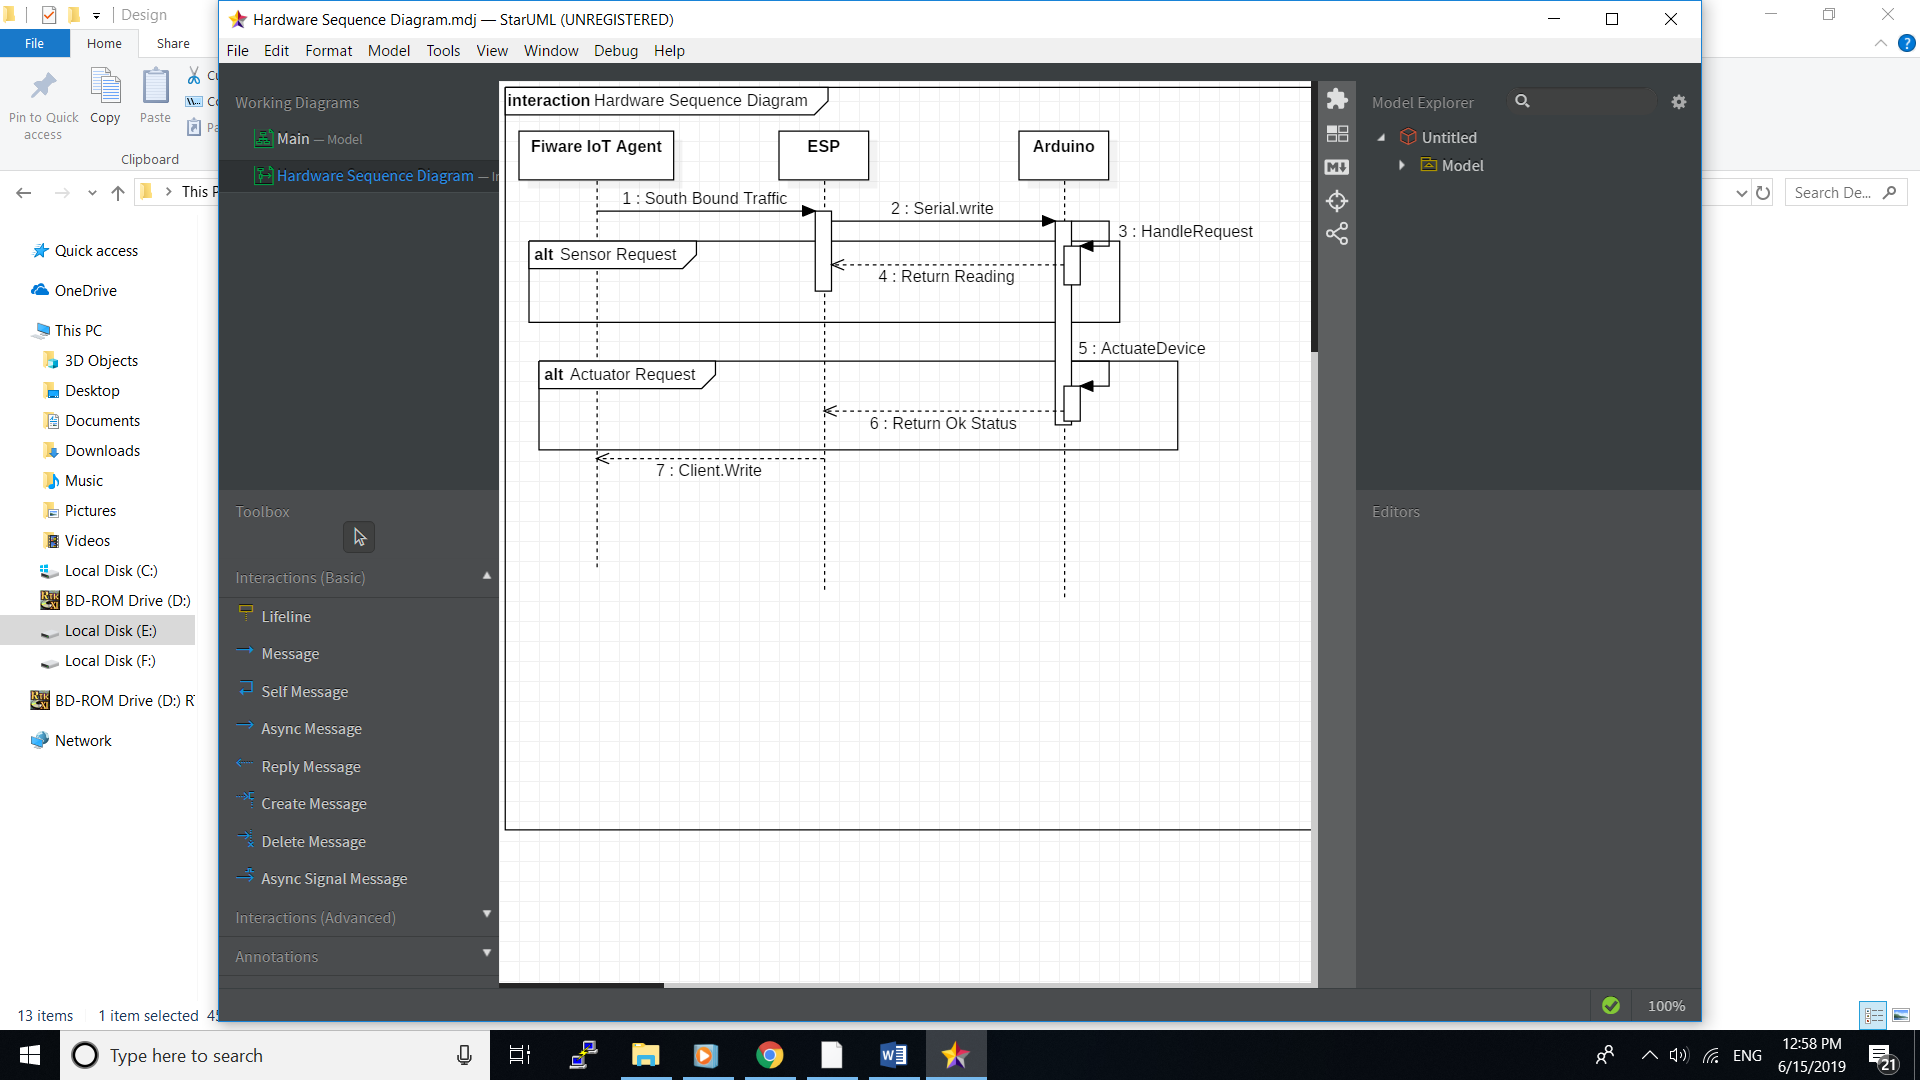 Design
Hardware Sequence Diagram.mdj — StarUML (UNREGISTERED)
File
Home
Share
File Edit Format Model Tools View Window Debug Help
Pin to Quick access
Copy
Paste
Clipboard
This P
Search De...
Quick access
OneDrive
This PC
3D Objects
Desktop
Documents
Downloads
Music
Pictures
Videos
Local Disk (C:)
BD-ROM Drive (D:)
Local Disk (E:)
Local Disk (F:)
BD-ROM Drive (D:) R
Network
13 items
1 item selected
Working Diagrams
Main — Model
Hardware Sequence Diagram —
Toolbox
Interactions (Basic)
Lifeline
Message
Self Message
Async Message
Reply Message
Create Message
Delete Message
Async Signal Message
Interactions (Advanced)
Annotations
interaction Hardware Sequence Diagram
Fiware IoT Agent
ESP
Arduino
1 : South Bound Traffic
2 : Serial.write
3 : HandleRequest
alt Sensor Request
4 : Return Reading
5 : ActuateDevice
alt Actuator Request
6 : Return Ok Status
7 : Client.Write
Model Explorer
Untitled
Model
Editors
100%
Type here to search
ENG
12:58 PM
6/15/2019
21